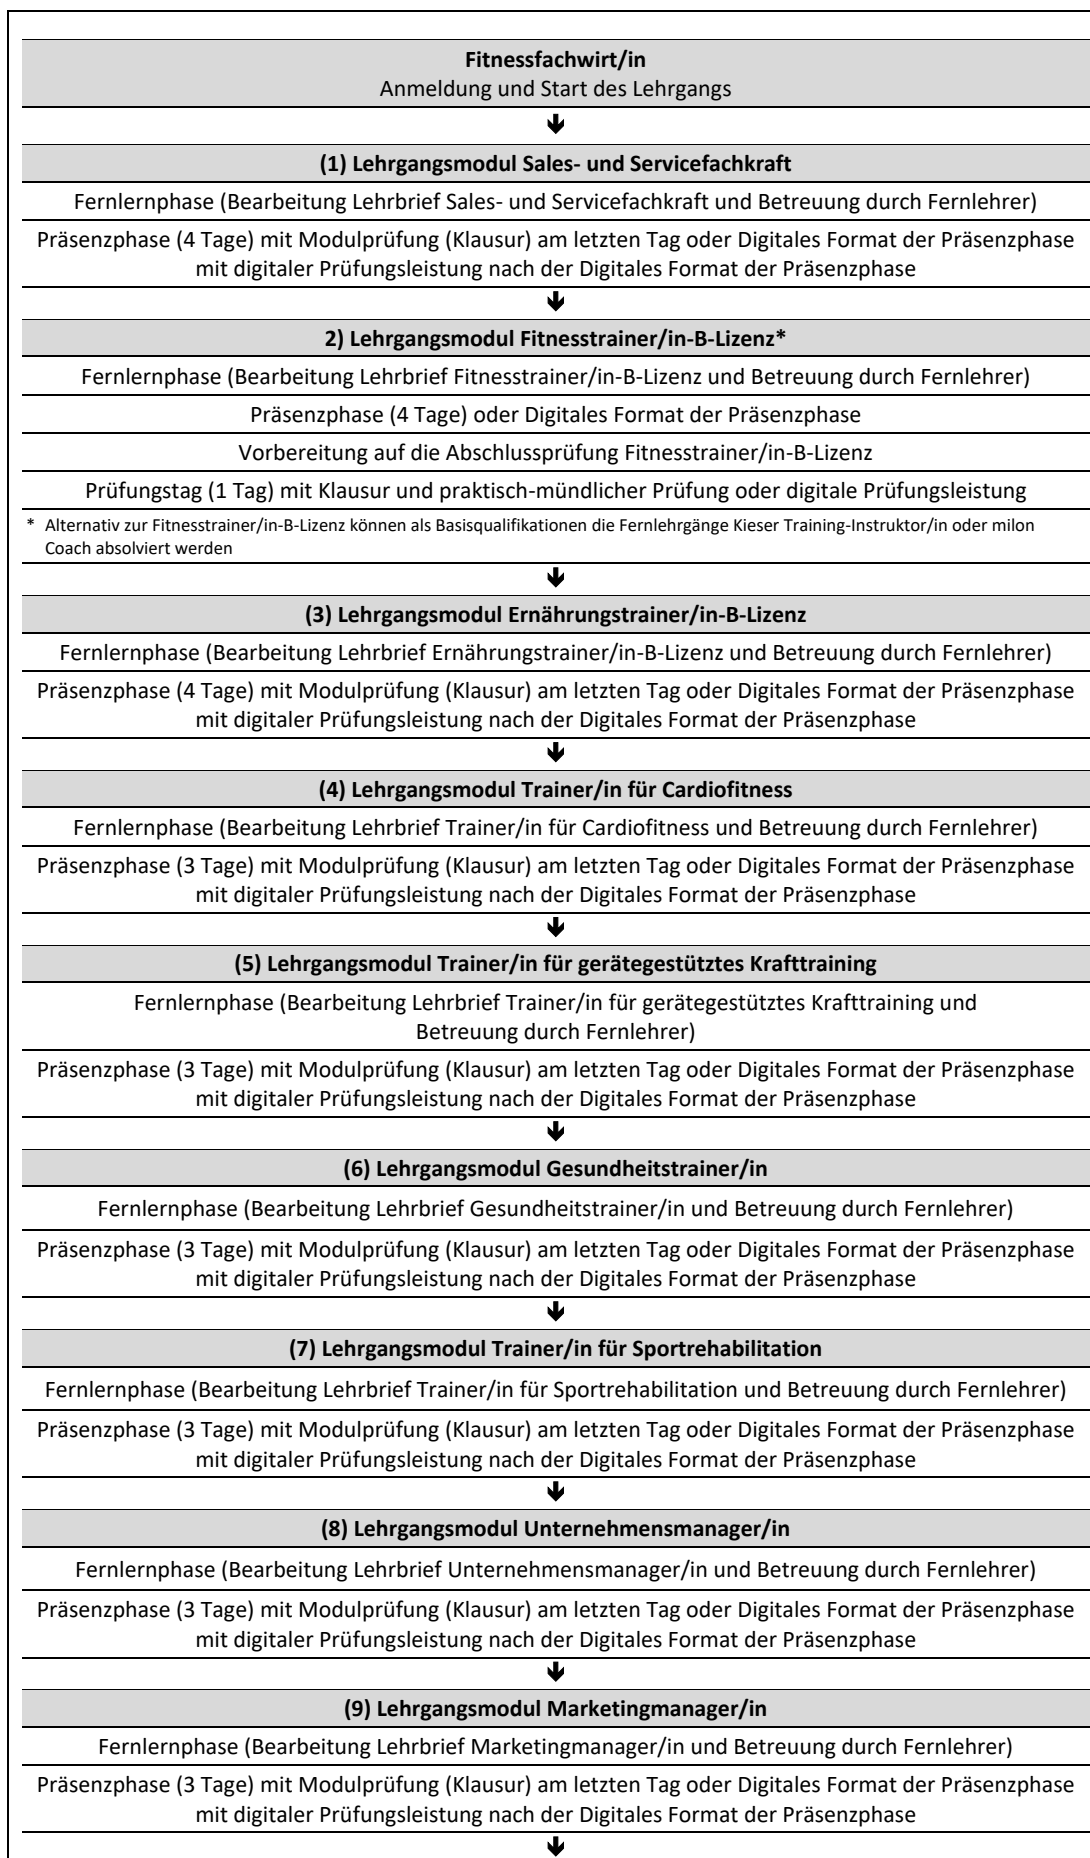 Fitnessfachwirt/in
Anmeldung und Start des Lehrgangs
🡻
(1) Lehrgangsmodul Sales- und Servicefachkraft
Fernlernphase (Bearbeitung Lehrbrief Sales- und Servicefachkraft und Betreuung durch Fernlehrer)
Präsenzphase (4 Tage) mit Modulprüfung (Klausur) am letzten Tag oder Digitales Format der Präsenzphase
mit digitaler Prüfungsleistung nach der Digitales Format der Präsenzphase
🡻
2) Lehrgangsmodul Fitnesstrainer/in-B-Lizenz*
Fernlernphase (Bearbeitung Lehrbrief Fitnesstrainer/in-B-Lizenz und Betreuung durch Fernlehrer)
Präsenzphase (4 Tage) oder Digitales Format der Präsenzphase
Vorbereitung auf die Abschlussprüfung Fitnesstrainer/in-B-Lizenz
Prüfungstag (1 Tag) mit Klausur und praktisch-mündlicher Prüfung oder digitale Prüfungsleistung
* Alternativ zur Fitnesstrainer/in-B-Lizenz können als Basisqualifikationen die Fernlehrgänge Kieser Training-Instruktor/in oder milon
Coach absolviert werden
🡻
(3) Lehrgangsmodul Ernährungstrainer/in-B-Lizenz
Fernlernphase (Bearbeitung Lehrbrief Ernährungstrainer/in-B-Lizenz und Betreuung durch Fernlehrer)
Präsenzphase (4 Tage) mit Modulprüfung (Klausur) am letzten Tag oder Digitales Format der Präsenzphase
mit digitaler Prüfungsleistung nach der Digitales Format der Präsenzphase
🡻
(4) Lehrgangsmodul Trainer/in für Cardiofitness
Fernlernphase (Bearbeitung Lehrbrief Trainer/in für Cardiofitness und Betreuung durch Fernlehrer)
Präsenzphase (3 Tage) mit Modulprüfung (Klausur) am letzten Tag oder Digitales Format der Präsenzphase
mit digitaler Prüfungsleistung nach der Digitales Format der Präsenzphase
🡻
(5) Lehrgangsmodul Trainer/in für gerätegestütztes Krafttraining
Fernlernphase (Bearbeitung Lehrbrief Trainer/in für gerätegestütztes Krafttraining und
Betreuung durch Fernlehrer)
Präsenzphase (3 Tage) mit Modulprüfung (Klausur) am letzten Tag oder Digitales Format der Präsenzphase
mit digitaler Prüfungsleistung nach der Digitales Format der Präsenzphase
🡻
(6) Lehrgangsmodul Gesundheitstrainer/in
Fernlernphase (Bearbeitung Lehrbrief Gesundheitstrainer/in und Betreuung durch Fernlehrer)
Präsenzphase (3 Tage) mit Modulprüfung (Klausur) am letzten Tag oder Digitales Format der Präsenzphase
mit digitaler Prüfungsleistung nach der Digitales Format der Präsenzphase
🡻
(7) Lehrgangsmodul Trainer/in für Sportrehabilitation
Fernlernphase (Bearbeitung Lehrbrief Trainer/in für Sportrehabilitation und Betreuung durch Fernlehrer)
Präsenzphase (3 Tage) mit Modulprüfung (Klausur) am letzten Tag oder Digitales Format der Präsenzphase
mit digitaler Prüfungsleistung nach der Digitales Format der Präsenzphase
🡻
(8) Lehrgangsmodul Unternehmensmanager/in
Fernlernphase (Bearbeitung Lehrbrief Unternehmensmanager/in und Betreuung durch Fernlehrer)
Präsenzphase (3 Tage) mit Modulprüfung (Klausur) am letzten Tag oder Digitales Format der Präsenzphase
mit digitaler Prüfungsleistung nach der Digitales Format der Präsenzphase
🡻
(9) Lehrgangsmodul Marketingmanager/in
Fernlernphase (Bearbeitung Lehrbrief Marketingmanager/in und Betreuung durch Fernlehrer)
Präsenzphase (3 Tage) mit Modulprüfung (Klausur) am letzten Tag oder Digitales Format der Präsenzphase
mit digitaler Prüfungsleistung nach der Digitales Format der Präsenzphase
🡻